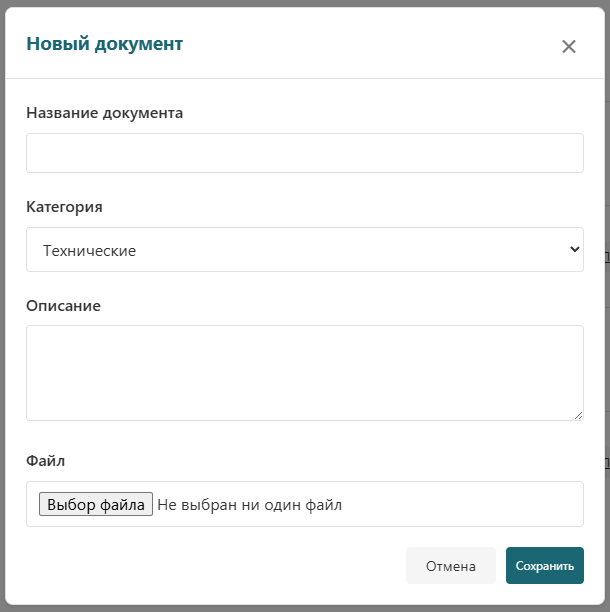 Новый документ
Название документа
Категория
Технические
Описание
Файл
Выбор файла Не выбран ни один файл
Отмена Сохранить